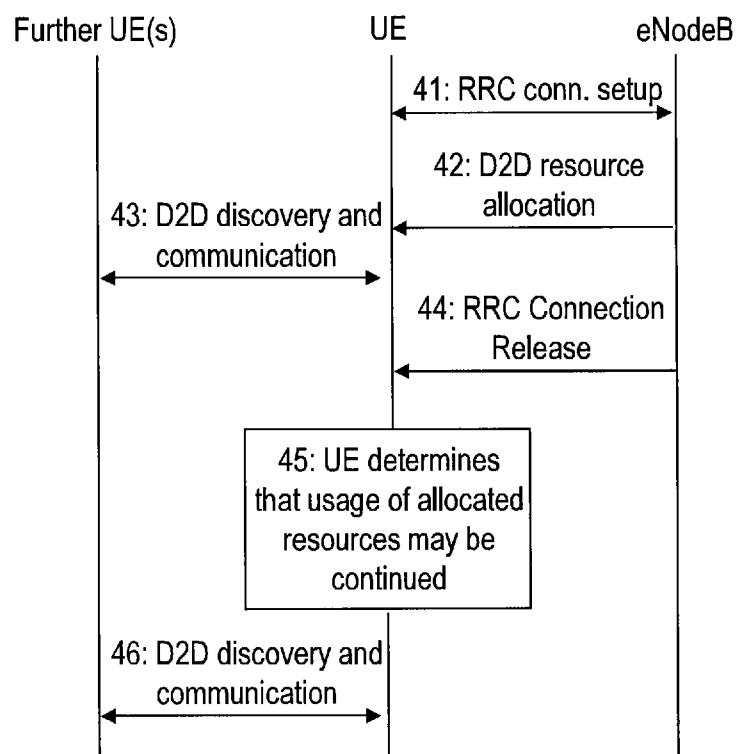 Further UE(s)
UE
eNodeB
41: RRC conn. setup
42: D2D resource
allocation
43: D2D discovery and
communication
44: RRC Connection
Release
45: UE determines
that usage of allocated
resources may be
continued
46: D2D discovery and
communication